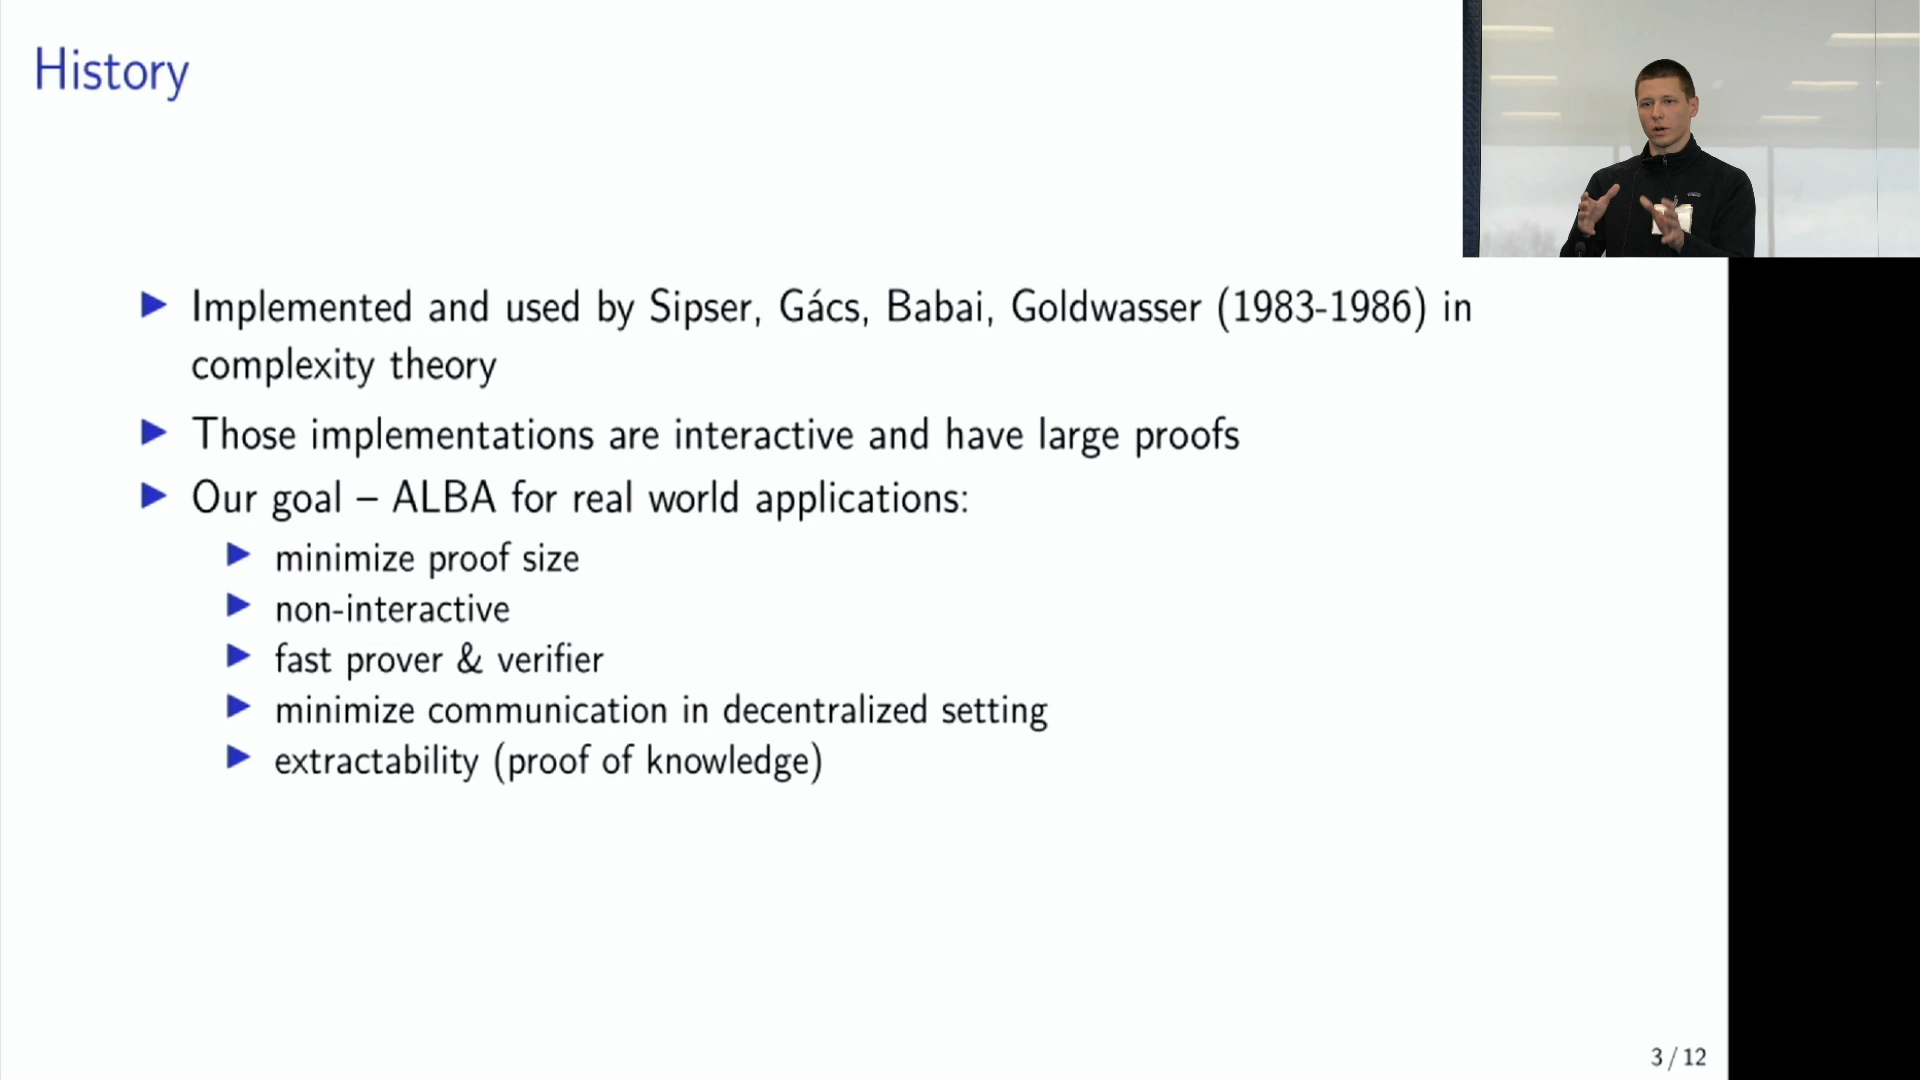 History
▶ Implemented and used by Sipser, Gács, Babai, Goldwasser (1983-1986) in
complexity theory
▶ Those implementations are interactive and have large proofs
▶ Our goal – ALBA for real world applications:
▶ minimize proof size
▶ non-interactive
▶ fast prover & verifier
▶ minimize communication in decentralized setting
▶ extractability (proof of knowledge)
3 / 12